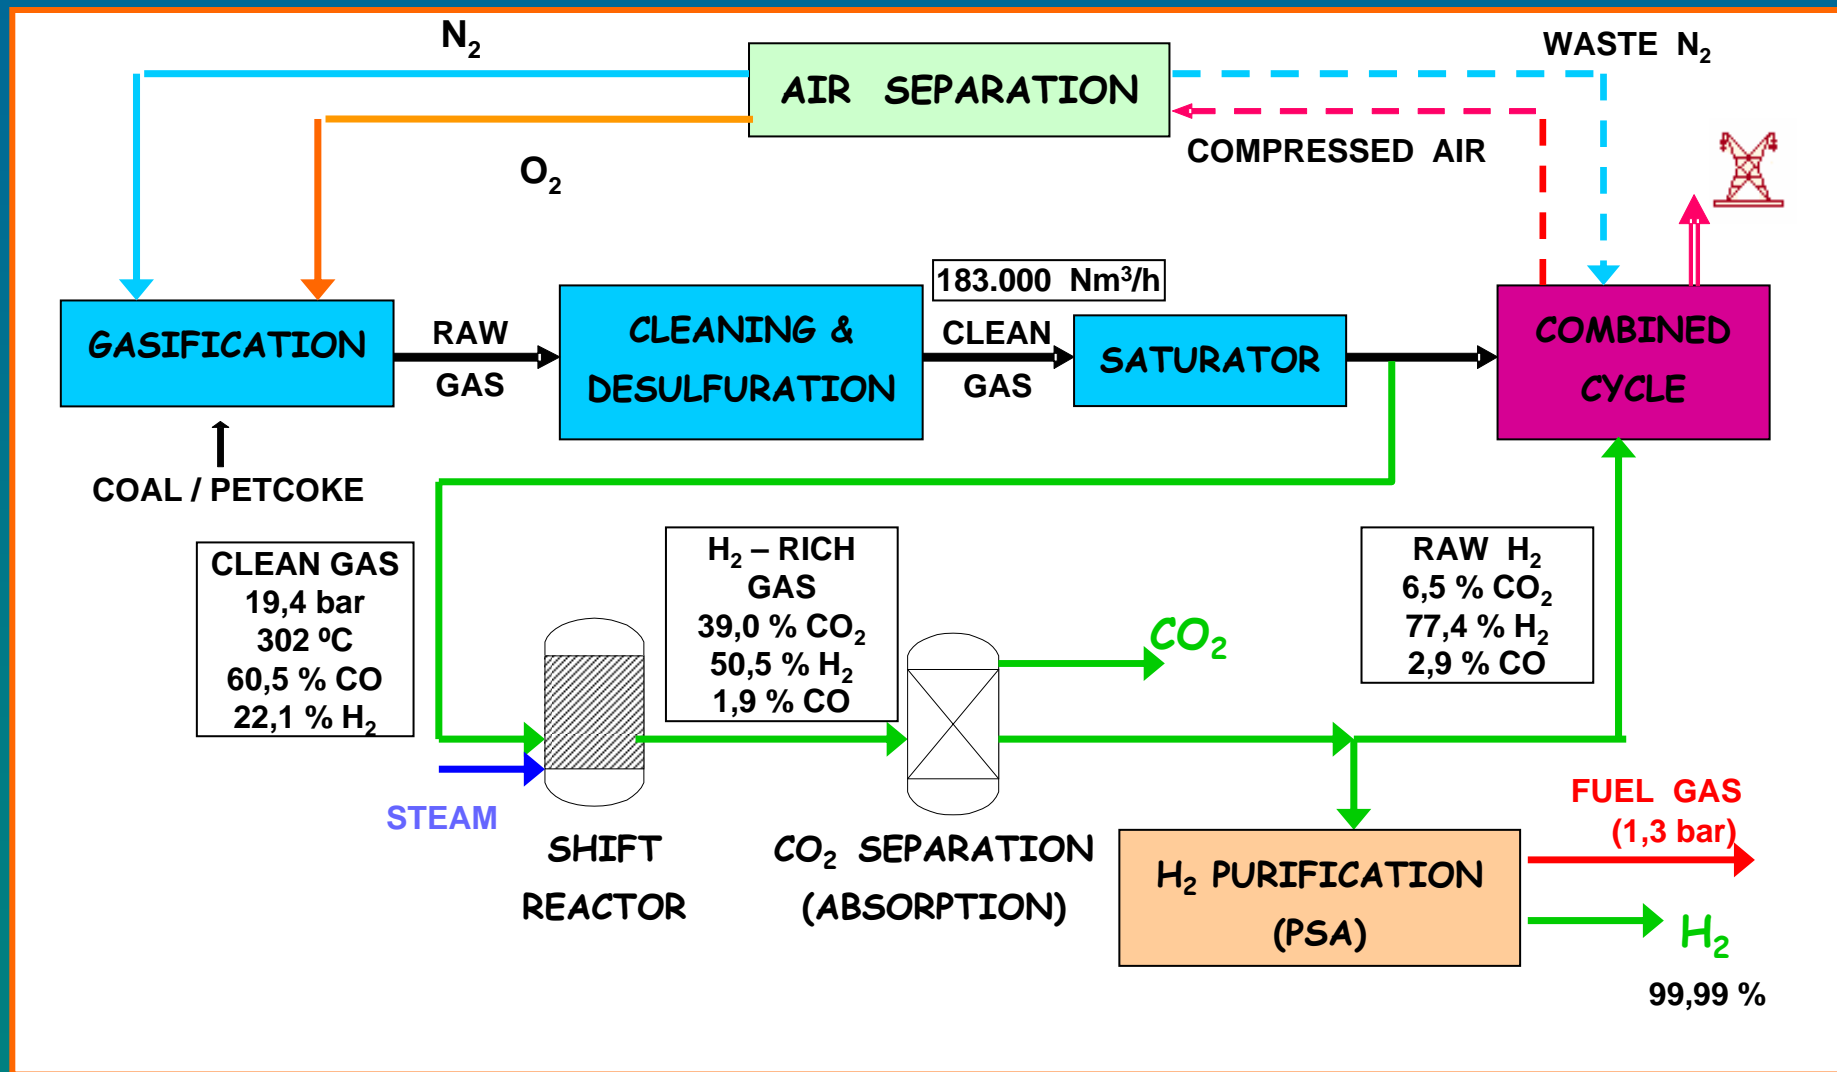 N2
WASTE N2
AIR SEPARATION
COMPRESSED AIR
O2
183.000 Nm3/h
GASIFICATION
RAW
GAS
CLEANING &
DESULFURATION
CLEAN
GAS
SATURATOR
COMBINED
CYCLE
COAL / PETCOKE
CLEAN GAS
19,4 bar
302 ºC
60,5 % CO
22,1 % H2
H2 – RICH
GAS
39,0 % CO2
50,5 % H2
1,9 % CO
CO2
RAW H2
6,5 % CO2
77,4 % H2
2,9 % CO
STEAM
SHIFT
REACTOR
CO2 SEPARATION
(ABSORPTION)
H2 PURIFICATION
(PSA)
FUEL GAS
(1,3 bar)
H2
99,99 %